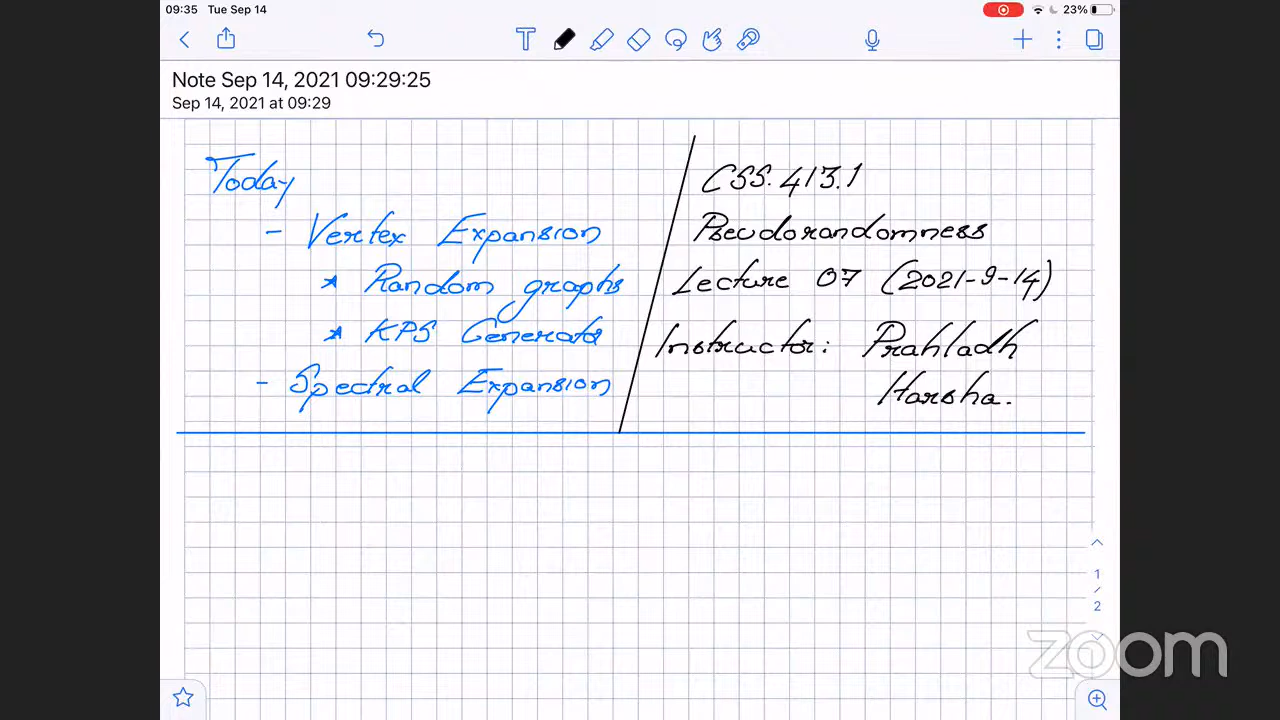 09:35 Tue Sep 14
23%
Note Sep 14, 2021 09:29:25
Sep 14, 2021 at 09:29
Today
- Vertex Expansion
* Random graphs
* KPS Generator
- Spectral Expansion
CSS.413.1
Pseudorandomness
Lecture 07 (2021-9-14)
Instructor: Prahladh
Harsha.
1
/
2
zoom